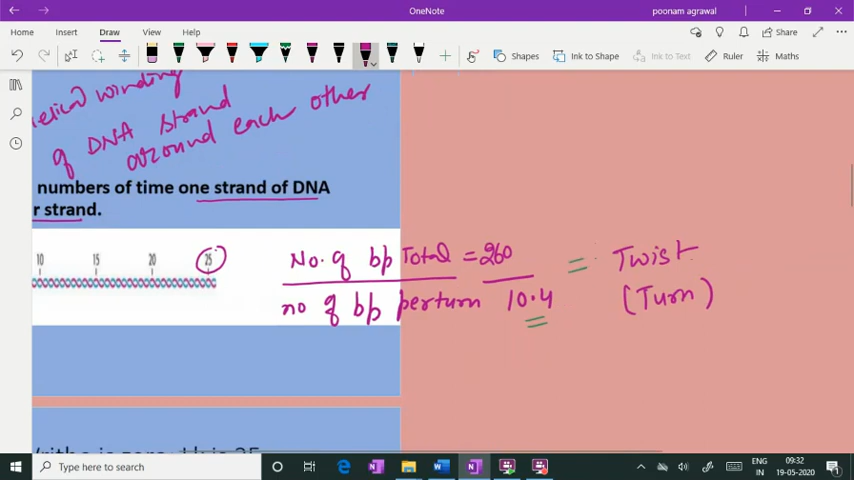 OneNote
poonam agrawal
Home Insert Draw View Help Share
Shapes Ink to Shape Ink to Text Ruler Maths
helical winding
of DNA strand
around each other
numbers of time one strand of DNA
r strand.
10 15 20 25
No. of bp Total = 260
no of bp perturn 10.4
= Twist
(Turn)
Type here to search
ENG
IN
09:32
19-05-2020